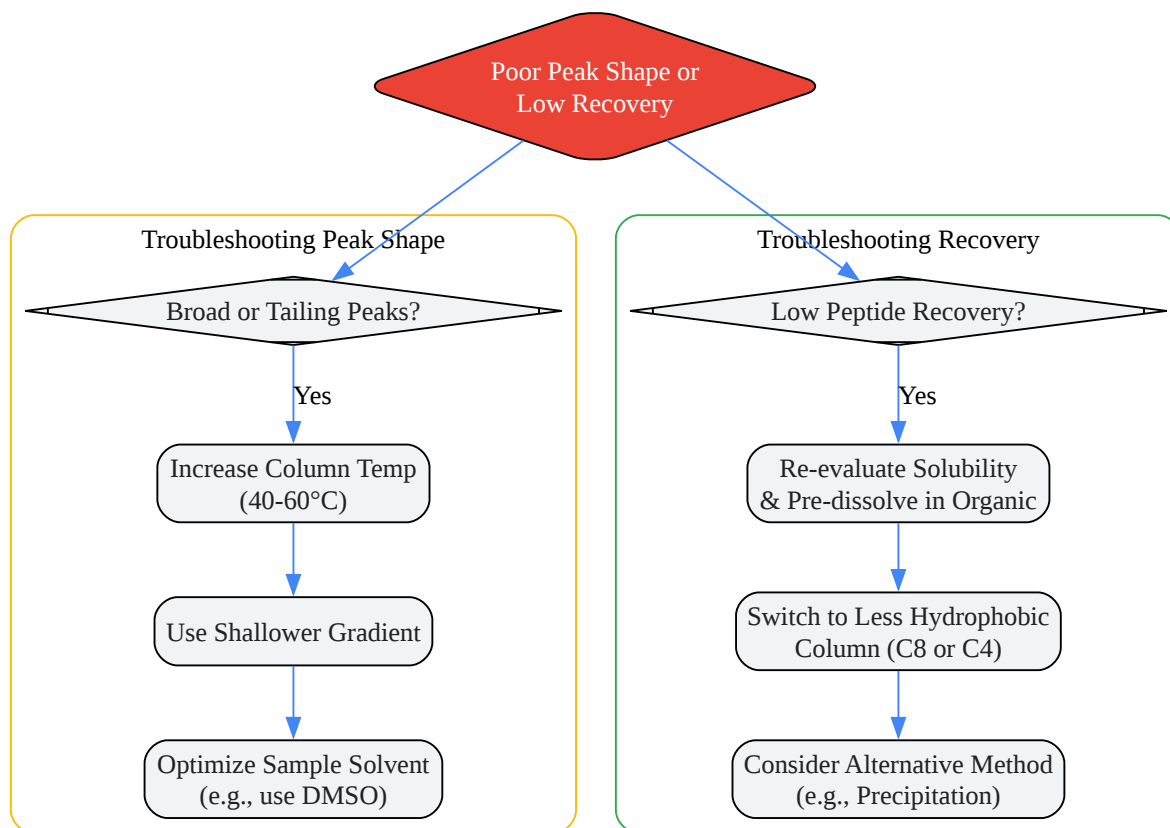 Poor Peak Shape or
Low Recovery
Troubleshooting Peak Shape
Broad or Tailing Peaks?
Yes
Increase Column Temp
(40-60°C)
Use Shallower Gradient
Optimize Sample Solvent
(e.g., use DMSO)
Troubleshooting Recovery
Low Peptide Recovery?
Yes
Re-evaluate Solubility
& Pre-dissolve in Organic
Switch to Less Hydrophobic
Column (C8 or C4)
Consider Alternative Method
(e.g., Precipitation)